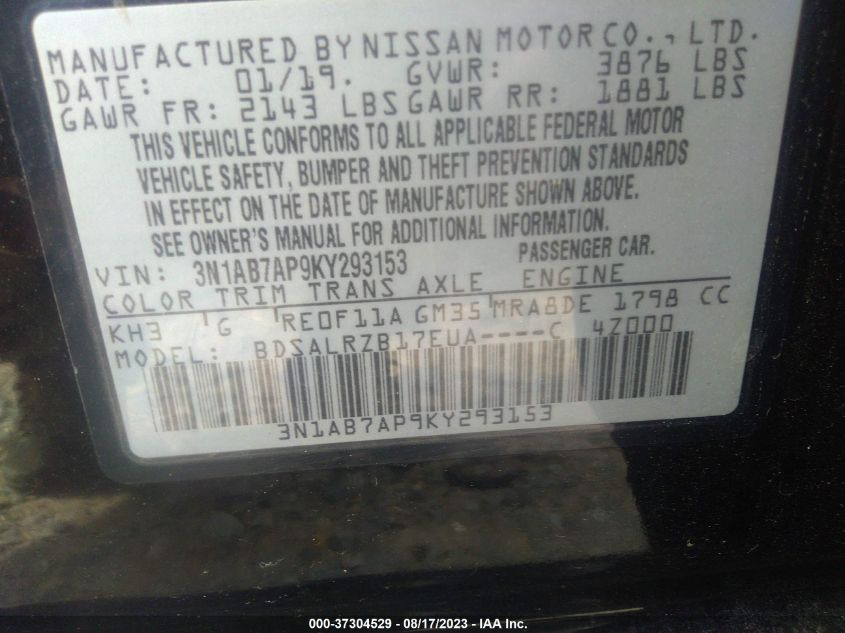 MANUFACTURED BY NISSAN MOTOR CO., LTD.
DATE: 01/19. GVWR: 3876 LBS
GAWR FR: 2143 LBS GAWR RR: 1881 LBS
THIS VEHICLE CONFORMS TO ALL APPLICABLE FEDERAL MOTOR
VEHICLE SAFETY, BUMPER AND THEFT PREVENTION STANDARDS
IN EFFECT ON THE DATE OF MANUFACTURE SHOWN ABOVE.
SEE OWNER'S MANUAL FOR ADDITIONAL INFORMATION.
VIN: 3N1AB7AP9KY293153 PASSENGER CAR.
COLOR TRIM TRANS AXLE ENGINE
KH3 G RE0F11A GM35 MRA8DE 1798 CC
MODEL: BDSALRZB17EUA----C 4Z000
3N1AB7AP9KY293153
000-37304529 - 08/17/2023 - IAA Inc.